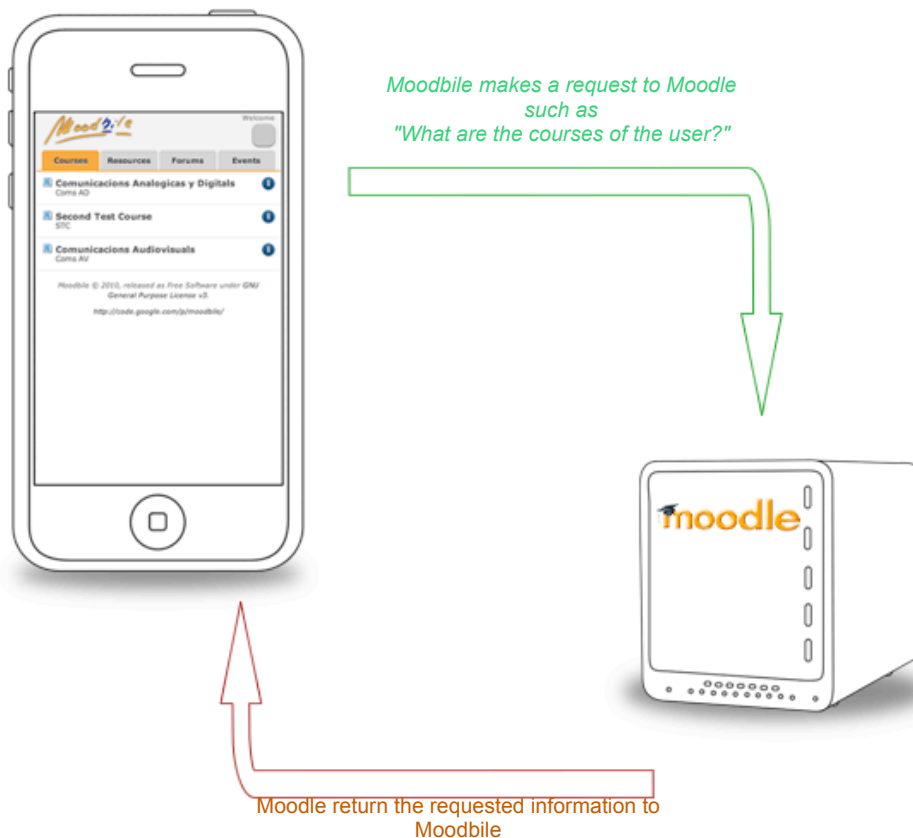 Moodbile makes a request to Moodle
such as
"What are the courses of the user?"
Moodbile
Welcome
Courses Resources Forums Events
Comunicacions Analogicas y Digitals
Coms AD
Second Test Course
STC
Comunicacions Audiovisuals
Coms AV
Moodbile © 2010, released as Free Software under GNU
General Purpose License v3.
http://code.google.com/p/moodbile/
moodle
Moodle return the requested information to
Moodbile